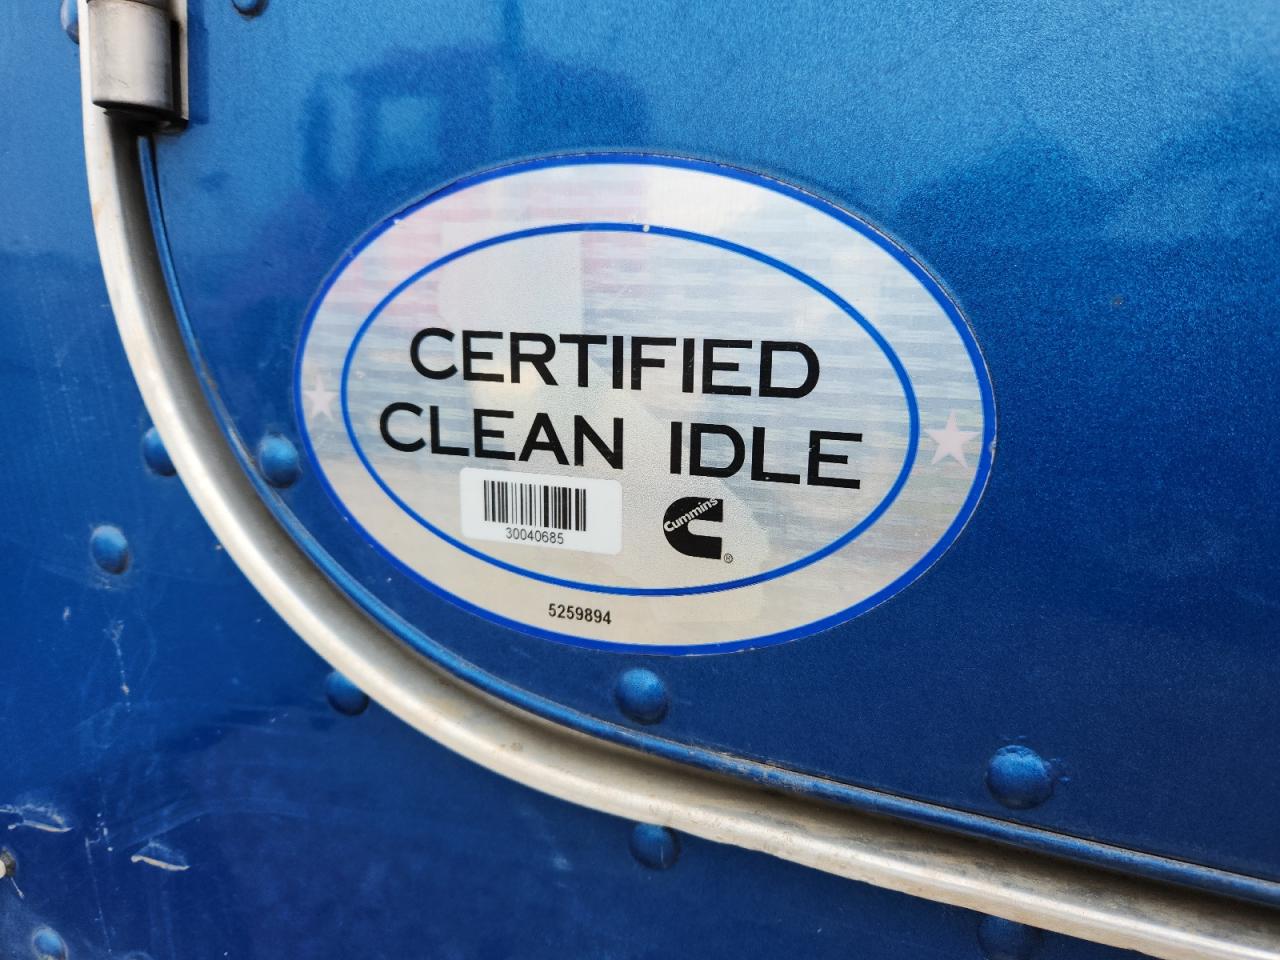 CERTIFIED
CLEAN IDLE
30040685
Cummins
®
5259894